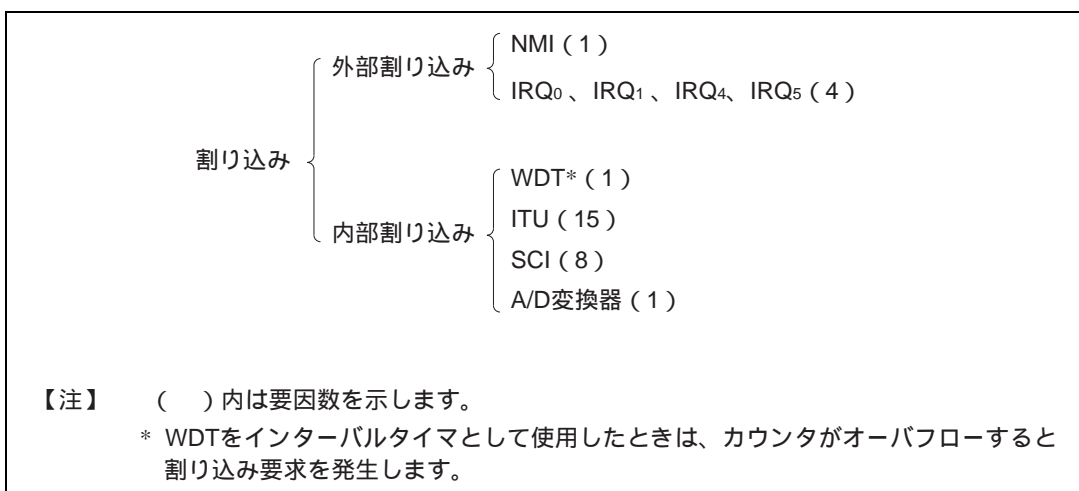 NMI（1）
外部割り込み
IRQ0、IRQ1、IRQ4、IRQ5（4）
割り込み
WDT*（1）
ITU（15）
内部割り込み
SCI（8）
A/D変換器（1）
【注】　（　）内は要因数を示します。
* WDTをインターバルタイマとして使用したときは、カウンタがオーバフローすると
割り込み要求を発生します。